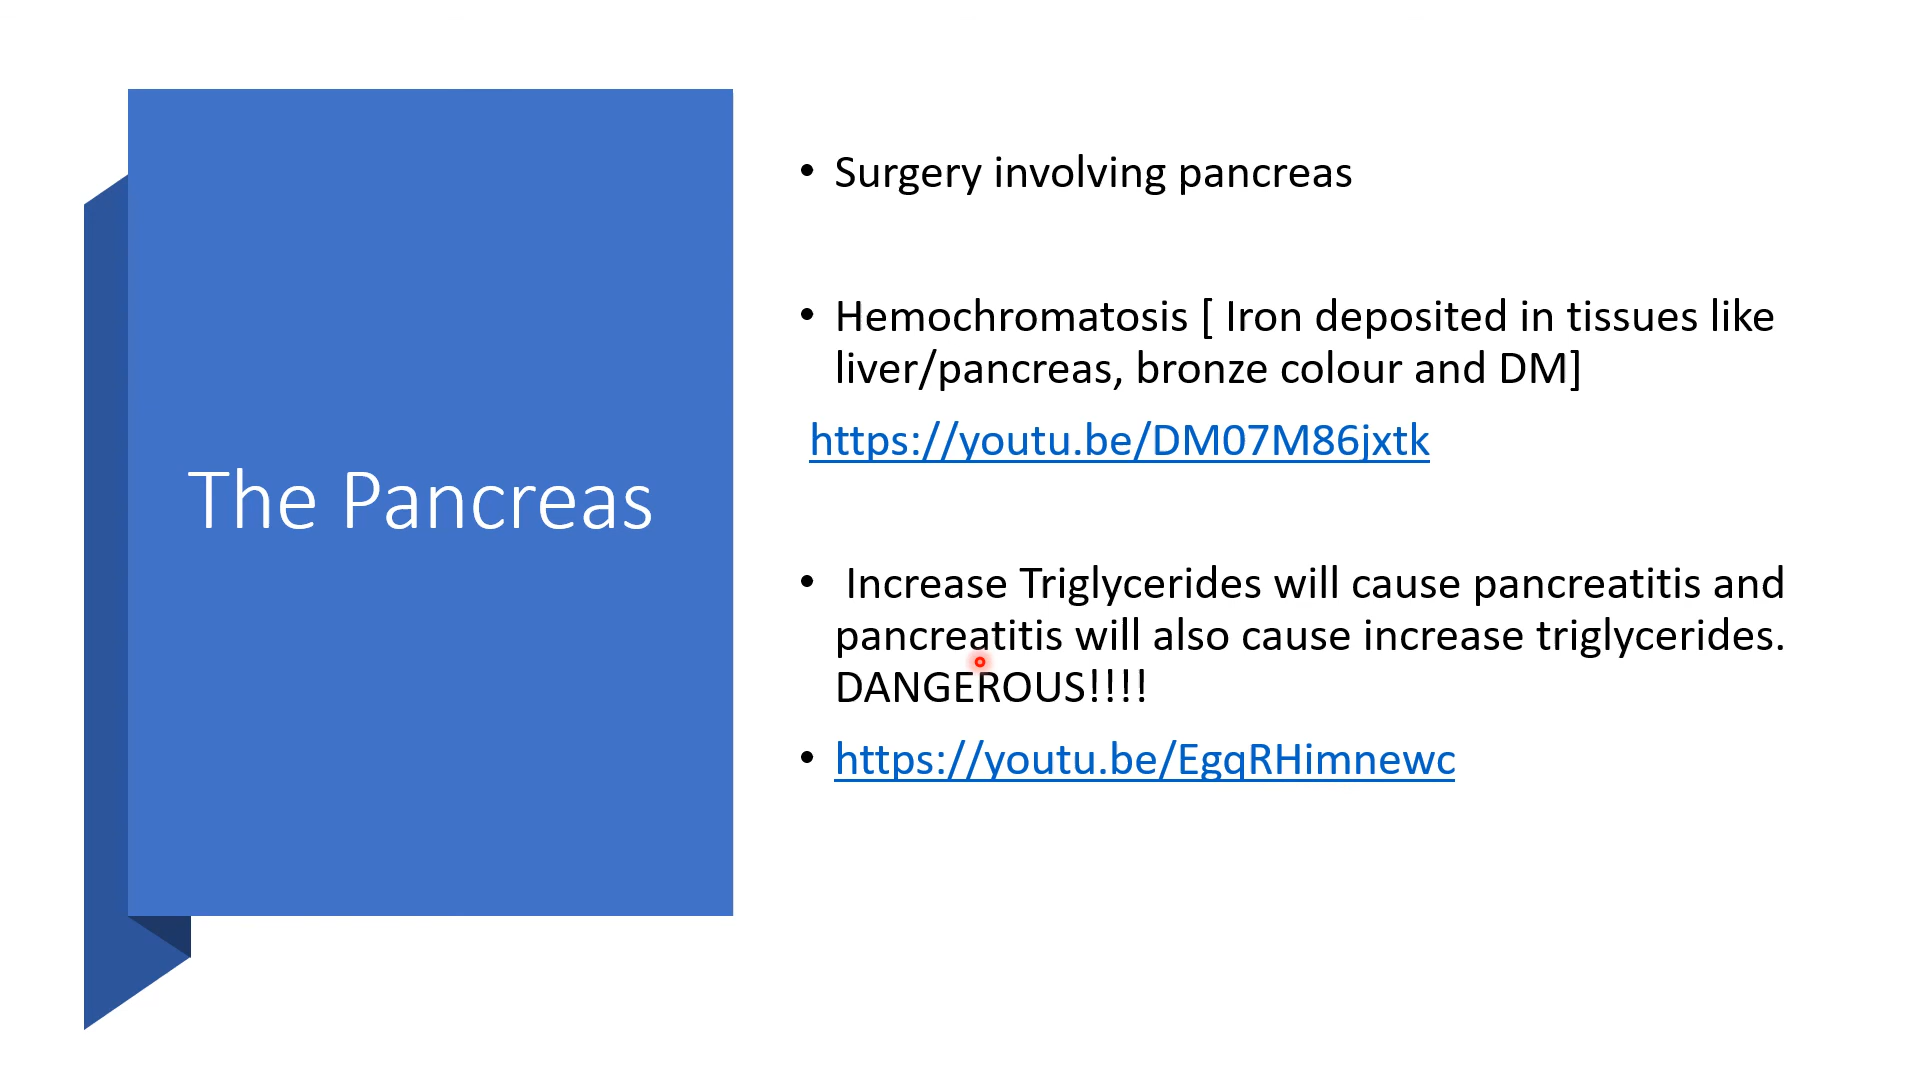 The Pancreas
• Surgery involving pancreas
• Hemochromatosis [ Iron deposited in tissues like
liver/pancreas, bronze colour and DM]
https://youtu.be/DM07M86jxtk
• Increase Triglycerides will cause pancreatitis and
pancreatitis will also cause increase triglycerides.
DANGEROUS!!!!
• https://youtu.be/EgqRHimnewc